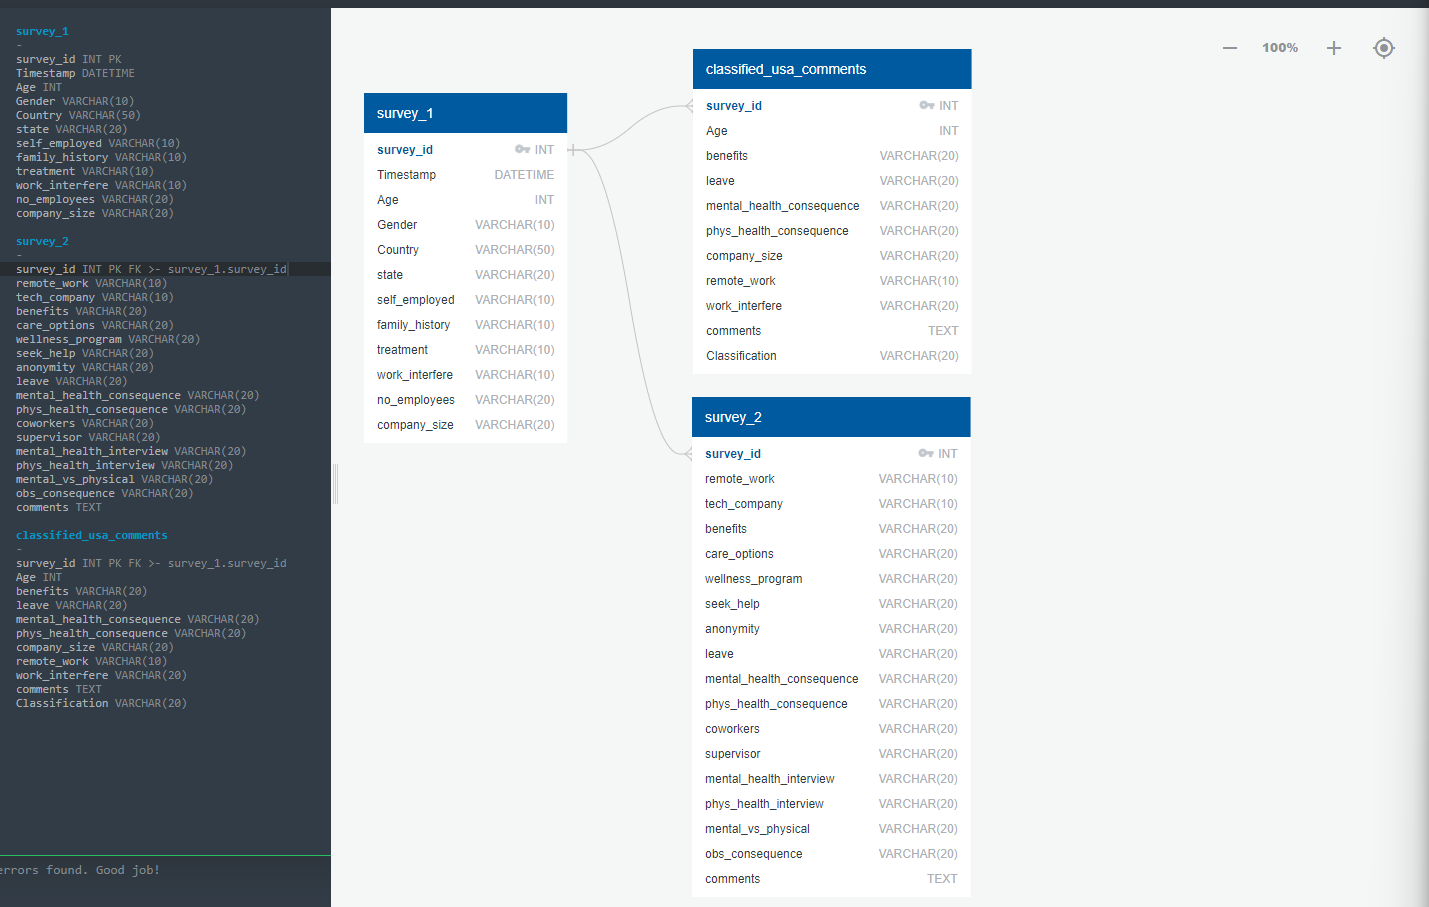 survey_1
-
survey_id INT PK
Timestamp DATETIME
Age INT
Gender VARCHAR(10)
Country VARCHAR(50)
state VARCHAR(20)
self_employed VARCHAR(10)
family_history VARCHAR(10)
treatment VARCHAR(10)
work_interfere VARCHAR(10)
no_employees VARCHAR(20)
company_size VARCHAR(20)
survey_2
-
survey_id INT PK FK >- survey_1.survey_id
remote_work VARCHAR(10)
tech_company VARCHAR(10)
benefits VARCHAR(20)
care_options VARCHAR(20)
wellness_program VARCHAR(20)
seek_help VARCHAR(20)
anonymity VARCHAR(20)
leave VARCHAR(20)
mental_health_consequence VARCHAR(20)
phys_health_consequence VARCHAR(20)
coworkers VARCHAR(20)
supervisor VARCHAR(20)
mental_health_interview VARCHAR(20)
phys_health_interview VARCHAR(20)
mental_vs_physical VARCHAR(20)
obs_consequence VARCHAR(20)
comments TEXT
classified_usa_comments
-
survey_id INT PK FK >- survey_1.survey_id
Age INT
benefits VARCHAR(20)
leave VARCHAR(20)
mental_health_consequence VARCHAR(20)
phys_health_consequence VARCHAR(20)
company_size VARCHAR(20)
remote_work VARCHAR(10)
work_interfere VARCHAR(20)
comments TEXT
Classification VARCHAR(20)
errors found. Good job!
100%
survey_1
survey_id INT
Timestamp DATETIME
Age INT
Gender VARCHAR(10)
Country VARCHAR(50)
state VARCHAR(20)
self_employed VARCHAR(10)
family_history VARCHAR(10)
treatment VARCHAR(10)
work_interfere VARCHAR(10)
no_employees VARCHAR(20)
company_size VARCHAR(20)
classified_usa_comments
survey_id INT
Age INT
benefits VARCHAR(20)
leave VARCHAR(20)
mental_health_consequence VARCHAR(20)
phys_health_consequence VARCHAR(20)
company_size VARCHAR(20)
remote_work VARCHAR(10)
work_interfere VARCHAR(20)
comments TEXT
Classification VARCHAR(20)
survey_2
survey_id INT
remote_work VARCHAR(10)
tech_company VARCHAR(10)
benefits VARCHAR(20)
care_options VARCHAR(20)
wellness_program VARCHAR(20)
seek_help VARCHAR(20)
anonymity VARCHAR(20)
leave VARCHAR(20)
mental_health_consequence VARCHAR(20)
phys_health_consequence VARCHAR(20)
coworkers VARCHAR(20)
supervisor VARCHAR(20)
mental_health_interview VARCHAR(20)
phys_health_interview VARCHAR(20)
mental_vs_physical VARCHAR(20)
obs_consequence VARCHAR(20)
comments TEXT